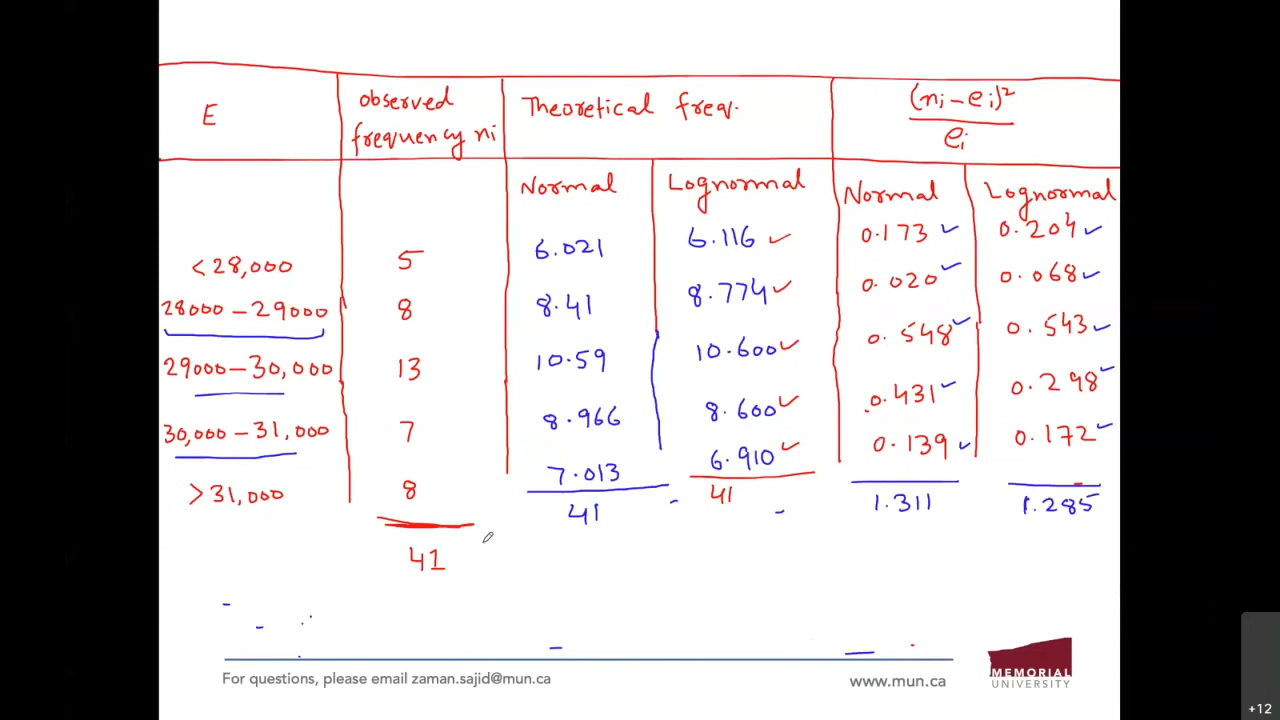 E observed frequency ni Theoretical freq. (ni - ei)² / ei
Normal Lognormal Normal Lognormal
<28,000 5 6.021 6.116 0.173 0.204
28000 - 29000 8 8.41 8.774 0.020 0.068
29000 - 30,000 13 10.59 10.600 0.548 0.543
30,000 - 31,000 7 8.966 8.600 0.431 0.298
>31,000 8 7.013 6.910 0.139 0.172
41 41 41 1.311 1.285
For questions, please email zaman.sajid@mun.ca
www.mun.ca
MEMORIAL
UNIVERSITY
+12